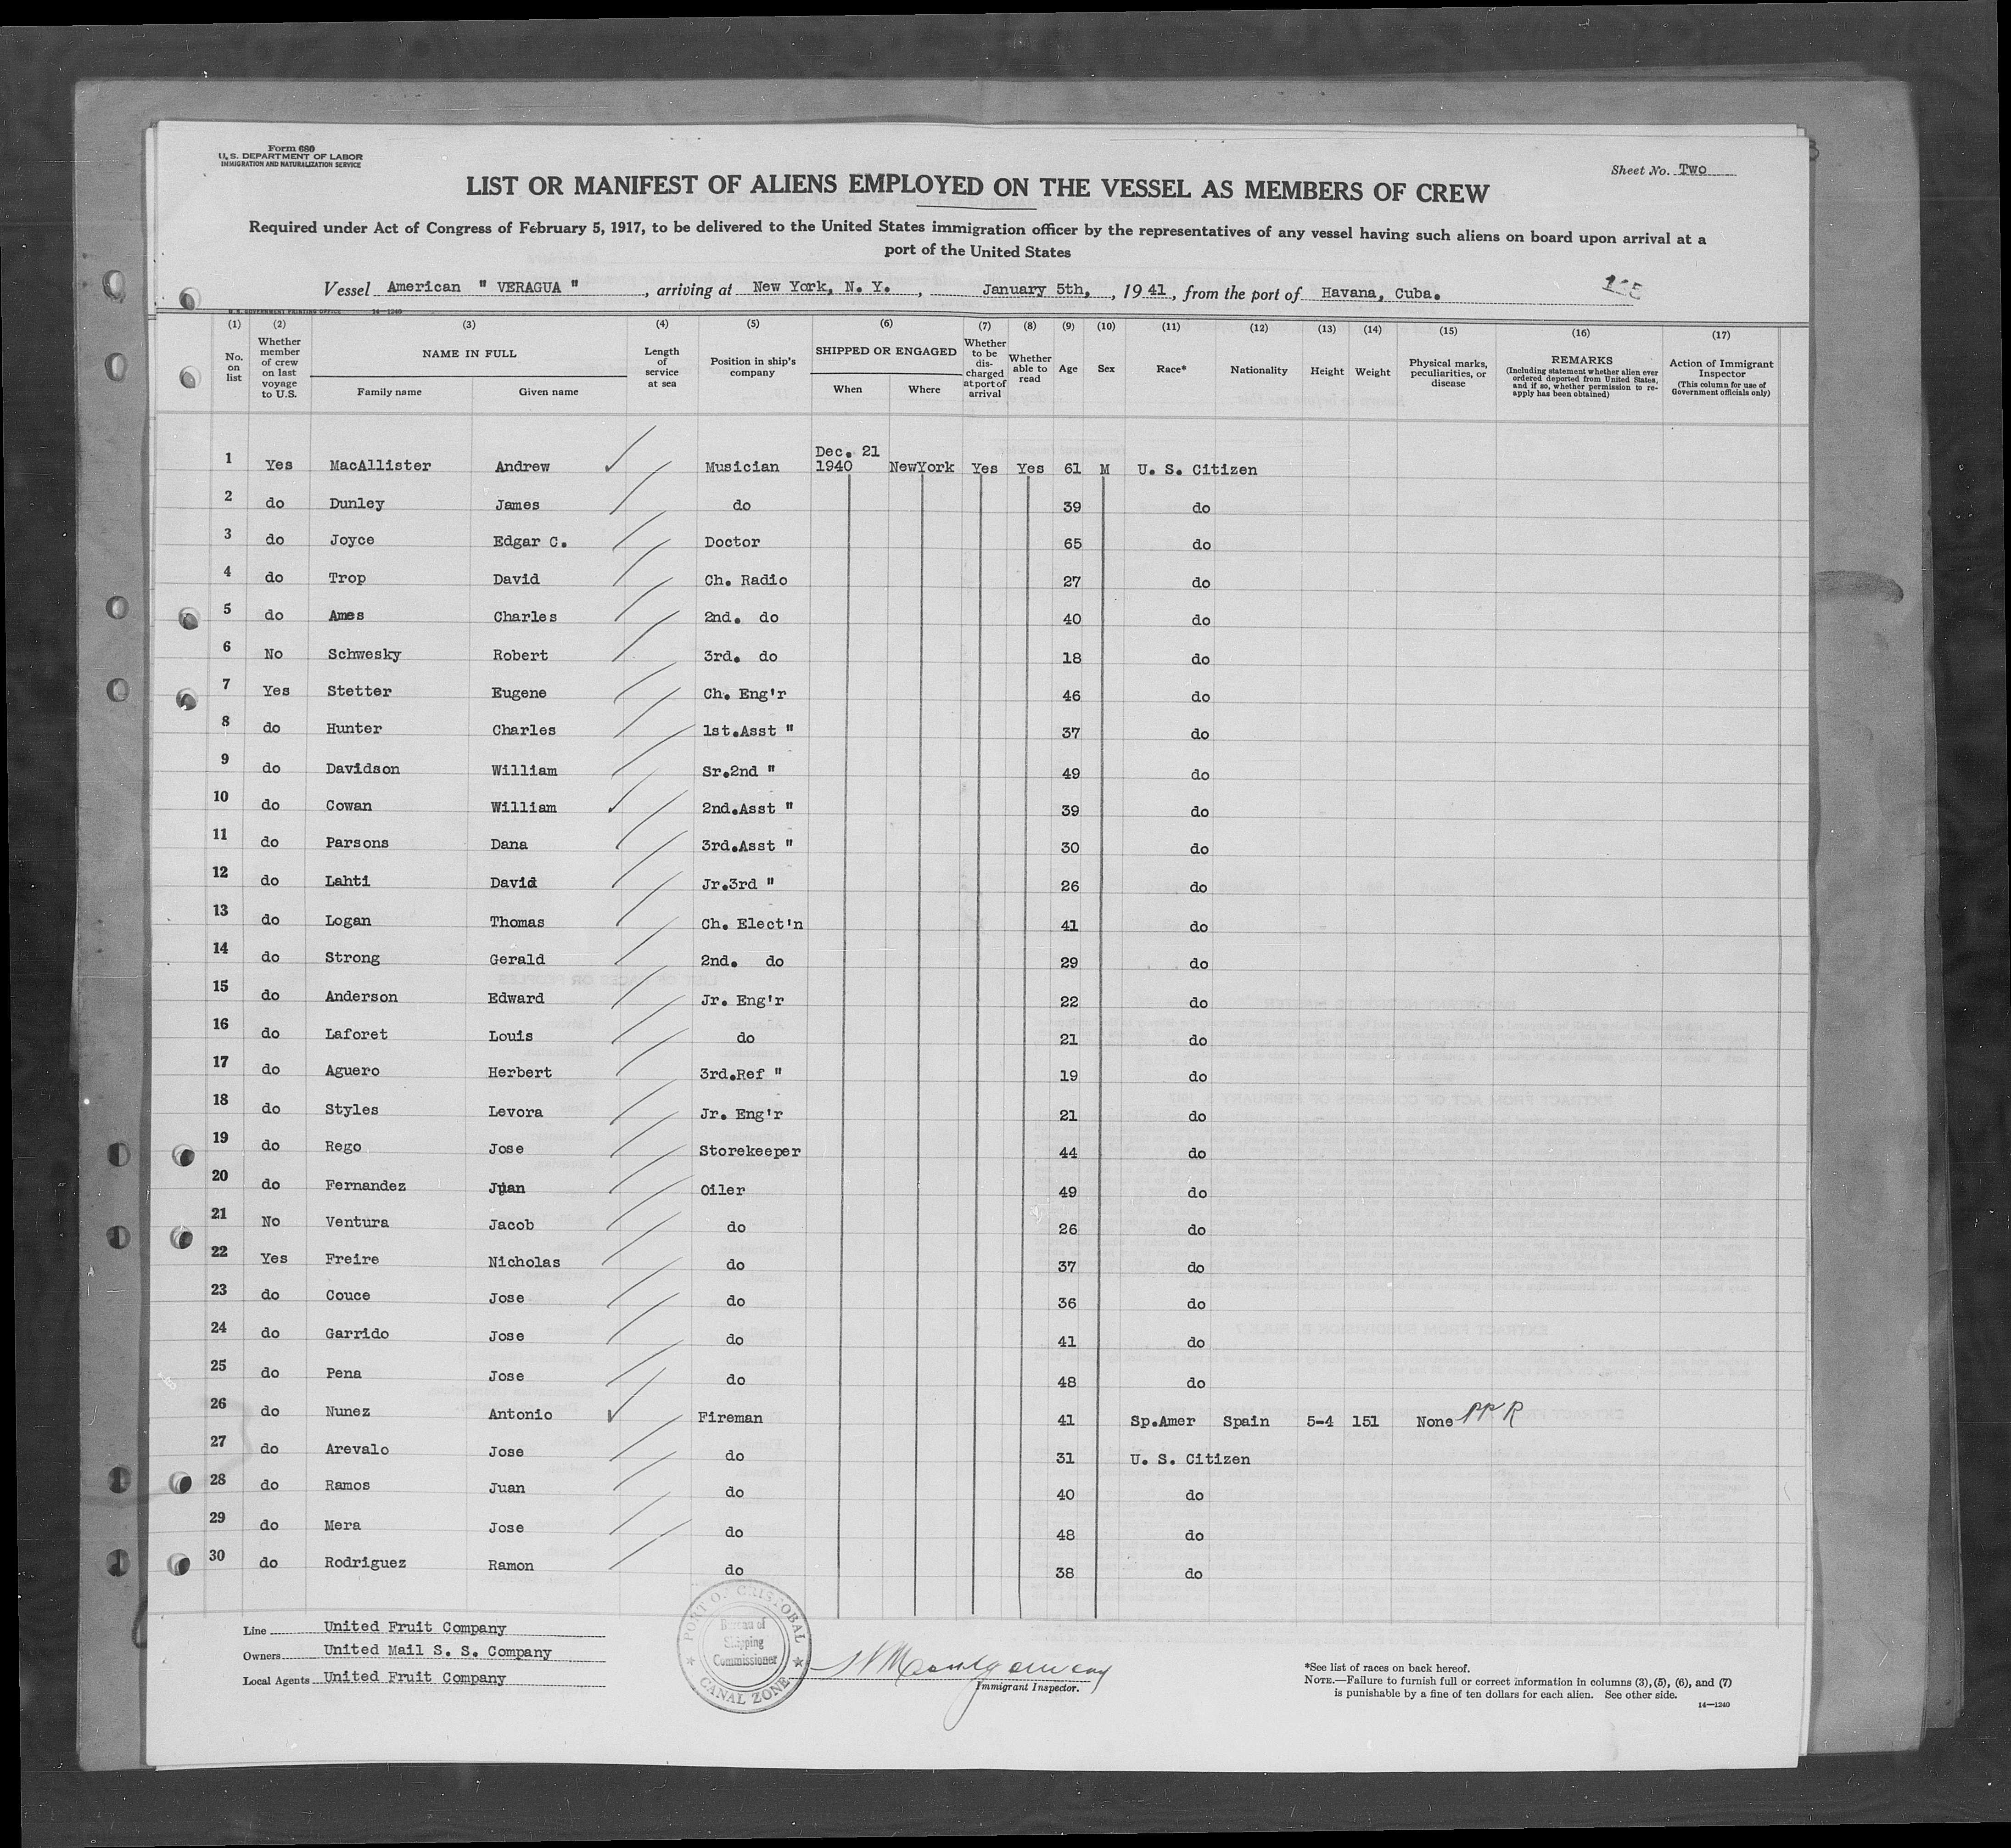 Form 680
U. S. DEPARTMENT OF LABOR
IMMIGRATION AND NATURALIZATION SERVICE
Sheet No. Two
LIST OR MANIFEST OF ALIENS EMPLOYED ON THE VESSEL AS MEMBERS OF CREW
Required under Act of Congress of February 5, 1917, to be delivered to the United States immigration officer by the representatives of any vessel having such aliens on board upon arrival at a
port of the United States
Vessel American " VERAGUA " , arriving at New York, N. Y. , January 5th, , 19 41 , from the port of Havana, Cuba.
U. S. GOVERNMENT PRINTING OFFICE 14—1240
(1) (2) (3) (4) (5) (6) (7) (8) (9) (10) (11) (12) (13) (14) (15) (16) (17)
No. on list
Whether member of crew on last voyage to U.S.
NAME IN FULL
Family name Given name
Length of service at sea
Position in ship's company
SHIPPED OR ENGAGED
When Where
Whether to be discharged at port of arrival
Whether able to read
Age
Sex
Race*
Nationality
Height
Weight
Physical marks, peculiarities, or disease
REMARKS
(Including statement whether alien ever ordered deported from United States, and if so, whether permission to reapply has been obtained)
Action of Immigrant Inspector
(This column for use of Government officials only)
1 Yes MacAllister Andrew Musician Dec. 21 1940 NewYork Yes Yes 61 M U. S. Citizen
2 do Dunley James do 39 do
3 do Joyce Edgar C. Doctor 65 do
4 do Trop David Ch. Radio 27 do
5 do Ames Charles 2nd. do 40 do
6 No Schwesky Robert 3rd. do 18 do
7 Yes Stetter Eugene Ch. Eng'r 46 do
8 do Hunter Charles 1st.Asst " 37 do
9 do Davidson William Sr.2nd " 49 do
10 do Cowan William 2nd.Asst " 39 do
11 do Parsons Dana 3rd.Asst " 30 do
12 do Lahti David Jr.3rd " 26 do
13 do Logan Thomas Ch. Elect'n 41 do
14 do Strong Gerald 2nd. do 29 do
15 do Anderson Edward Jr. Eng'r 22 do
16 do Laforet Louis do 21 do
17 do Aguero Herbert 3rd.Ref " 19 do
18 do Styles Levora Jr. Eng'r 21 do
19 do Rego Jose Storekeeper 44 do
20 do Fernandez Juan Oiler 49 do
21 No Ventura Jacob do 26 do
22 Yes Freire Nicholas do 37 do
23 do Couce Jose do 36 do
24 do Garrido Jose do 41 do
25 do Pena Jose do 48 do
26 do Nunez Antonio Fireman 41 Sp.Amer Spain 5-4 151 None PPR
27 do Arevalo Jose do 31 U. S. Citizen
28 do Ramos Juan do 40 do
29 do Mera Jose do 48 do
30 do Rodriguez Ramon do 38 do
Line United Fruit Company
Owners United Mail S. S. Company
Local Agents United Fruit Company
PORT OF CRISTOBAL
Bureau of
Shipping
Commissioner
CANAL ZONE
Immigrant Inspector.
*See list of races on back hereof.
NOTE.—Failure to furnish full or correct information in columns (3), (5), (6), and (7)
is punishable by a fine of ten dollars for each alien. See other side.
14—1240